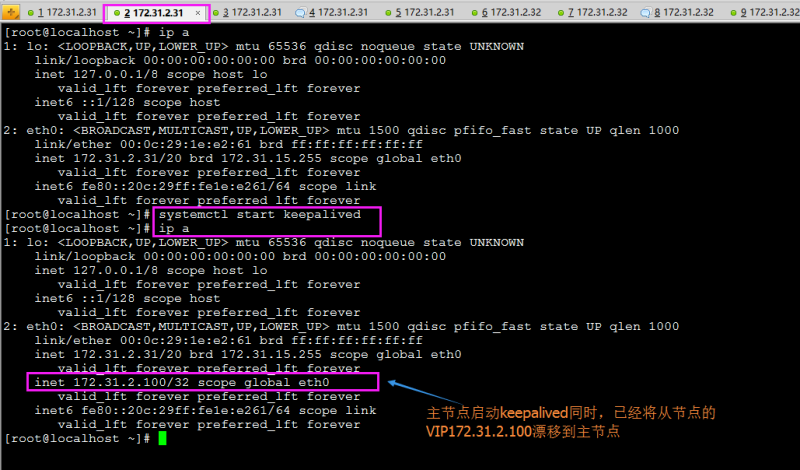 1 172.31.2.31 2 172.31.2.31 × 3 172.31.2.31 4 172.31.2.31 5 172.31.2.31 6 172.31.2.32 7 172.31.2.32 8 172.31.2.32 9 172.31.2.32
[root@localhost ~]# ip a
1: lo: <LOOPBACK,UP,LOWER_UP> mtu 65536 qdisc noqueue state UNKNOWN
link/loopback 00:00:00:00:00:00 brd 00:00:00:00:00:00
inet 127.0.0.1/8 scope host lo
valid_lft forever preferred_lft forever
inet6 ::1/128 scope host
valid_lft forever preferred_lft forever
2: eth0: <BROADCAST,MULTICAST,UP,LOWER_UP> mtu 1500 qdisc pfifo_fast state UP qlen 1000
link/ether 00:0c:29:1e:e2:61 brd ff:ff:ff:ff:ff:ff
inet 172.31.2.31/20 brd 172.31.15.255 scope global eth0
valid_lft forever preferred_lft forever
inet6 fe80::20c:29ff:fe1e:e261/64 scope link
valid_lft forever preferred_lft forever
[root@localhost ~]# systemctl start keepalived
[root@localhost ~]# ip a
1: lo: <LOOPBACK,UP,LOWER_UP> mtu 65536 qdisc noqueue state UNKNOWN
link/loopback 00:00:00:00:00:00 brd 00:00:00:00:00:00
inet 127.0.0.1/8 scope host lo
valid_lft forever preferred_lft forever
inet6 ::1/128 scope host
valid_lft forever preferred_lft forever
2: eth0: <BROADCAST,MULTICAST,UP,LOWER_UP> mtu 1500 qdisc pfifo_fast state UP qlen 1000
link/ether 00:0c:29:1e:e2:61 brd ff:ff:ff:ff:ff:ff
inet 172.31.2.31/20 brd 172.31.15.255 scope global eth0
valid_lft forever preferred_lft forever
inet 172.31.2.100/32 scope global eth0
valid_lft forever preferred_lft forever
inet6 fe80::20c:29ff:fe1e:e261/64 scope link
valid_lft forever preferred_lft forever
[root@localhost ~]#
主节点启动keepalived同时，已经将从节点的
VIP172.31.2.100漂移到主节点